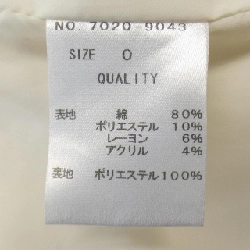 NO. 7020-9043
SIZE 0
QUALITY
表地 綿 80%
ポリエステル 10%
レーヨン 6%
アクリル 4%
裏地 ポリエステル100%